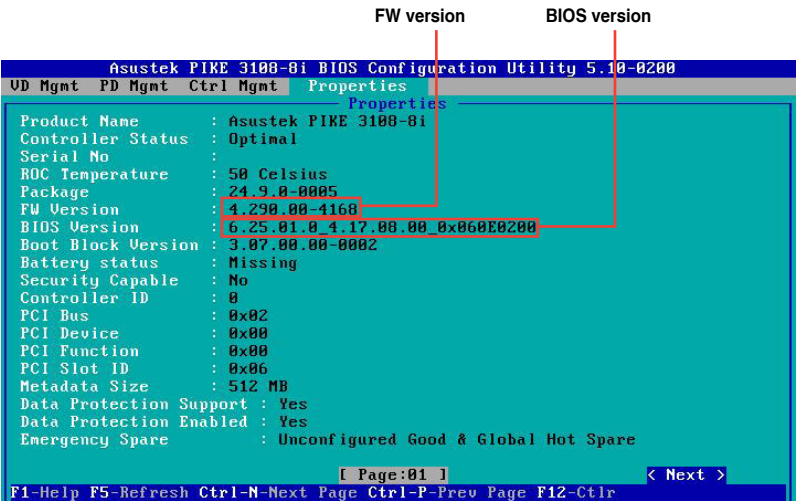 FW version BIOS version
Asustek PIKE 3108-8i BIOS Configuration Utility 5.10-0200
VD Mgmt PD Mgmt Ctrl Mgmt Properties
Properties
Product Name : Asustek PIKE 3108-8i
Controller Status : Optimal
Serial No :
ROC Temperature : 50 Celsius
Package : 24.9.0-0005
FW Version : 4.290.00-4168
BIOS Version : 6.25.01.0_4.17.08.00_0x060E0200
Boot Block Version : 3.07.00.00-0002
Battery status : Missing
Security Capable : No
Controller ID : 0
PCI Bus : 0x02
PCI Device : 0x00
PCI Function : 0x00
PCI Slot ID : 0x06
Metadata Size : 512 MB
Data Protection Support : Yes
Data Protection Enabled : Yes
Emergency Spare : Unconfigured Good & Global Hot Spare
[ Page:01 ] < Next >
F1-Help F5-Refresh Ctrl-N-Next Page Ctrl-P-Prev Page F12-Ctlr